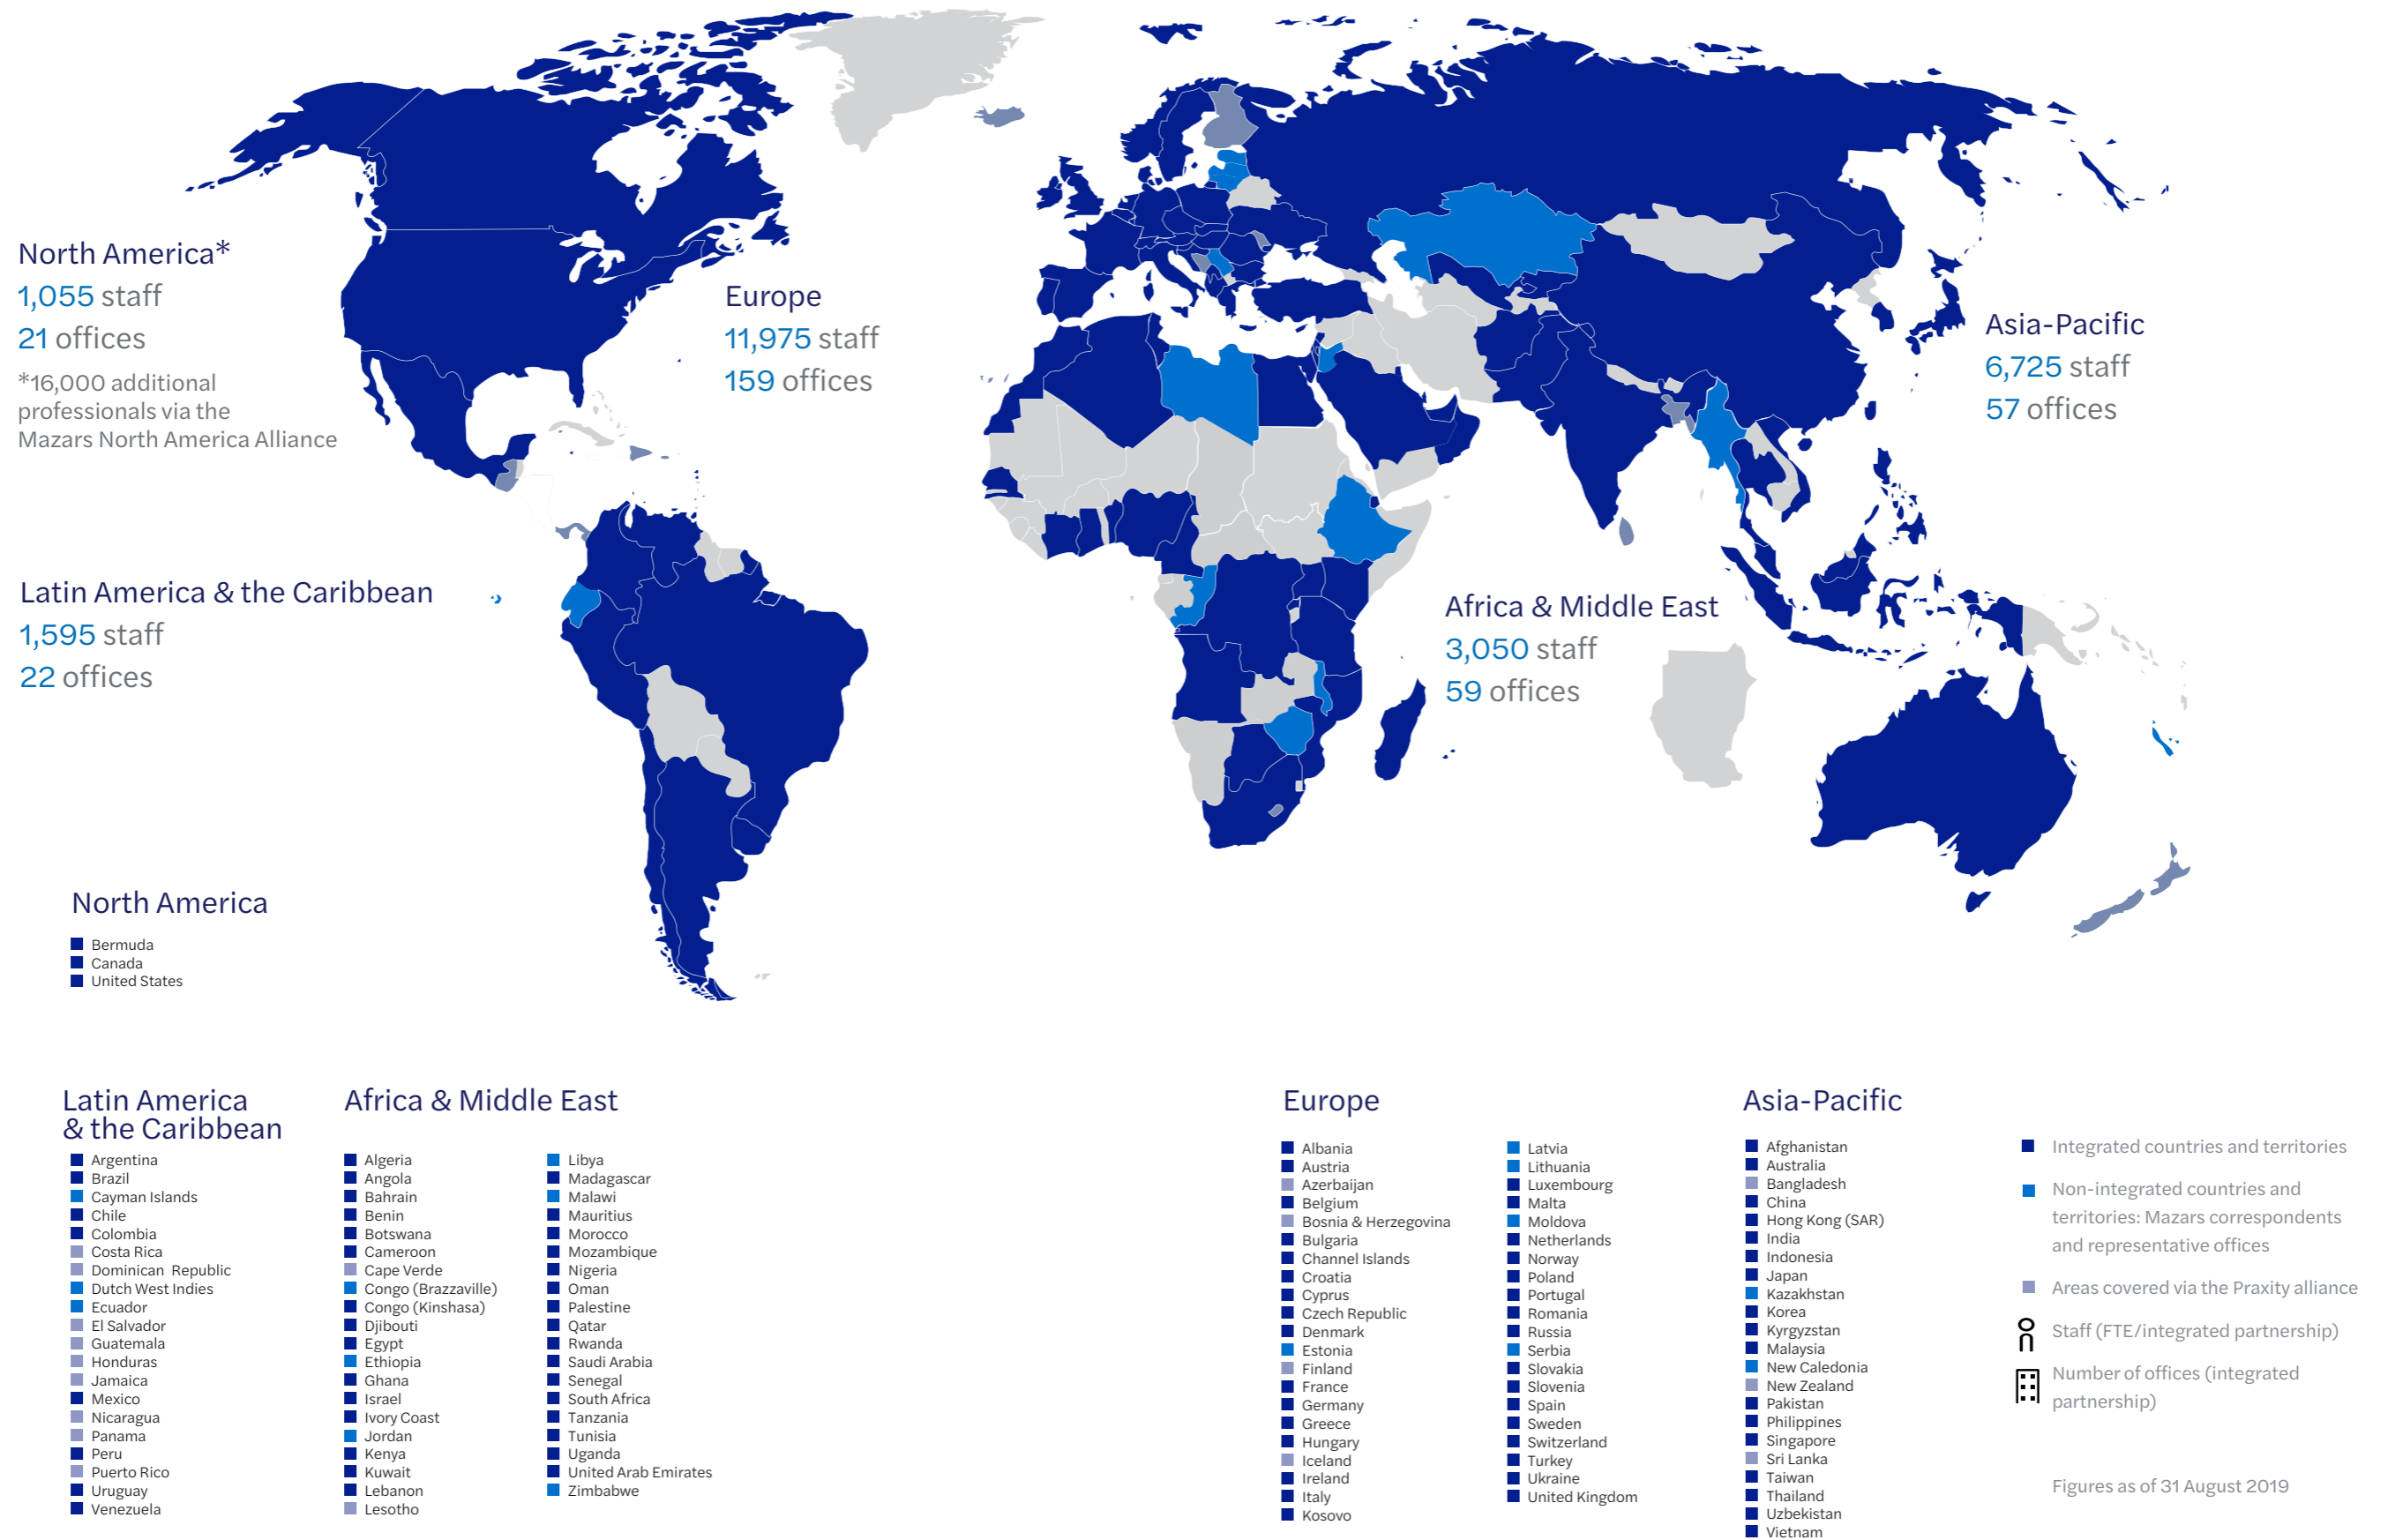 North America*
1,055 staff
21 offices
*16,000 additional
professionals via the
Mazars North America Alliance
Europe
11,975 staff
159 offices
Asia-Pacific
6,725 staff
57 offices
Latin America & the Caribbean
1,595 staff
22 offices
Africa & Middle East
3,050 staff
59 offices
North America
Bermuda
Canada
United States
Latin America
& the Caribbean
Argentina
Brazil
Cayman Islands
Chile
Colombia
Costa Rica
Dominican Republic
Dutch West Indies
Ecuador
El Salvador
Guatemala
Honduras
Jamaica
Mexico
Nicaragua
Panama
Peru
Puerto Rico
Uruguay
Venezuela
Africa & Middle East
Algeria
Angola
Bahrain
Benin
Botswana
Cameroon
Cape Verde
Congo (Brazzaville)
Congo (Kinshasa)
Djibouti
Egypt
Ethiopia
Ghana
Israel
Ivory Coast
Jordan
Kenya
Kuwait
Lebanon
Lesotho
Libya
Madagascar
Malawi
Mauritius
Morocco
Mozambique
Nigeria
Oman
Palestine
Qatar
Rwanda
Saudi Arabia
Senegal
South Africa
Tanzania
Tunisia
Uganda
United Arab Emirates
Zimbabwe
Europe
Albania
Austria
Azerbaijan
Belgium
Bosnia & Herzegovina
Bulgaria
Channel Islands
Croatia
Cyprus
Czech Republic
Denmark
Estonia
Finland
France
Germany
Greece
Hungary
Iceland
Ireland
Italy
Kosovo
Latvia
Lithuania
Luxembourg
Malta
Moldova
Netherlands
Norway
Poland
Portugal
Romania
Russia
Serbia
Slovakia
Slovenia
Spain
Sweden
Switzerland
Turkey
Ukraine
United Kingdom
Asia-Pacific
Afghanistan
Australia
Bangladesh
China
Hong Kong (SAR)
India
Indonesia
Japan
Kazakhstan
Korea
Kyrgyzstan
Malaysia
New Caledonia
New Zealand
Pakistan
Philippines
Singapore
Sri Lanka
Taiwan
Thailand
Uzbekistan
Vietnam
Integrated countries and territories
Non-integrated countries and
territories: Mazars correspondents
and representative offices
Areas covered via the Praxity alliance
Staff (FTE/integrated partnership)
Number of offices (integrated
partnership)
Figures as of 31 August 2019